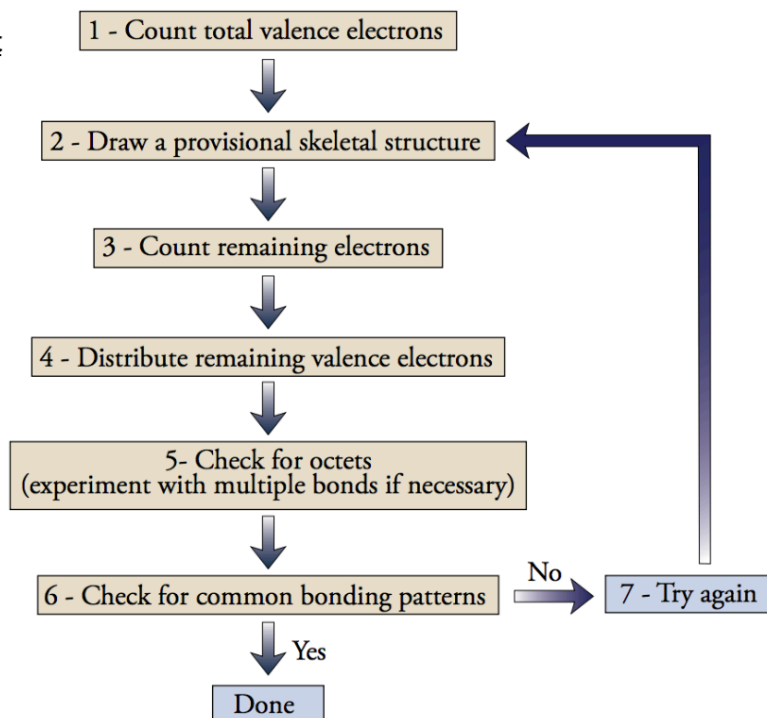 1 - Count total valence electrons
2 - Draw a provisional skeletal structure
3 - Count remaining electrons
4 - Distribute remaining valence electrons
5- Check for octets
(experiment with multiple bonds if necessary)
6 - Check for common bonding patterns
No
7 - Try again
Yes
Done